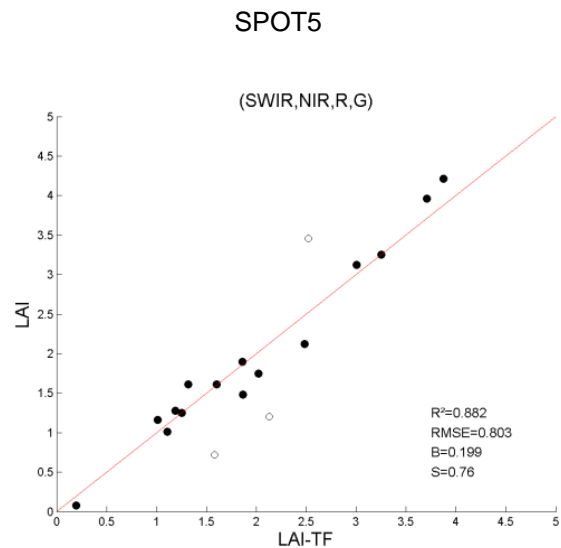 SPOT5
(SWIR,NIR,R,G)
5
4.5
4
3.5
3
2.5
2
1.5
1
0.5
0
LAI
R²=0.882
RMSE=0.803
B=0.199
S=0.76
0 0.5 1 1.5 2 2.5 3 3.5 4 4.5 5
LAI-TF